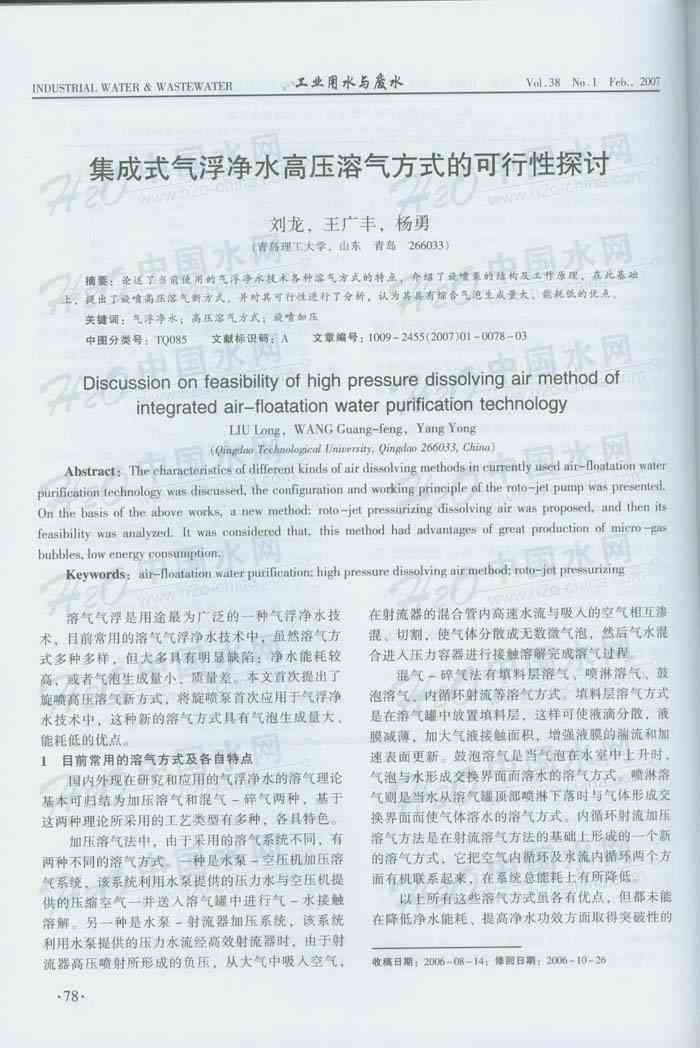 INDUSTRIAL WATER & WASTEWATER 工业用水与废水 Vol.38 No.1 Feb., 2007
集成式气浮净水高压溶气方式的可行性探讨
刘龙，王广丰，杨勇
(青岛理工大学，山东 青岛 266033)
摘要：论述了当前使用的气浮净水技术各种溶气方式的特点，介绍了旋喷泵的结构及工作原理，在此基础
上，提出了旋喷高压溶气新方式，并对其可行性进行了分析，认为其具有综合气泡生成量大、能耗低的优点。
关键词：气浮净水；高压溶气方式；旋喷加压
中图分类号：TQ085 文献标识码：A 文章编号：1009-2455(2007)01-0078-03
Discussion on feasibility of high pressure dissolving air method of
integrated air-floatation water purification technology
LIU Long, WANG Guang-feng, Yang Yong
(Qingdao Technological University, Qingdao 266033, China)
Abstract: The characteristics of different kinds of air dissolving methods in currently used air-floatation water
purification technology was discussed, the configuration and working principle of the roto-jet pump was presented.
On the basis of the above works, a new method: roto-jet pressurizing dissolving air was proposed, and then its
feasibility was analyzed. It was considered that, this method had advantages of great production of micro-gas
bubbles, low energy consumption.
Keywords: air-floatation water purification; high pressure dissolving air method; roto-jet pressurizing
溶气气浮是用途最为广泛的一种气浮净水技
术，目前常用的溶气气浮净水技术中，虽然溶气方
式多种多样，但大多具有明显缺陷：净水能耗较
高、或者气泡生成量小、质量差。本文首次提出了
旋喷高压溶气新方式，将旋喷泵首次应用于气浮净
水技术中，这种新的溶气方式具有气泡生成量大、
能耗低的优点。
1 目前常用的溶气方式及各自特点
国内外现在研究和应用的气浮净水的溶气理论
基本可归结为加压溶气和混气－碎气两种，基于
这两种理论所采用的工艺类型有多种，各具特色。
加压溶气法中，由于采用的溶气系统不同，有
两种不同的溶气方式。一种是水泵－空压机加压溶
气系统，该系统利用水泵提供的压力水与空压机提
供的压缩空气一并送入溶气罐中进行气－水接触
溶解。另一种是水泵－射流器加压系统，该系统
利用水泵提供的压力水流经高效射流器时，由于射
流器高压喷射所形成的负压，从大气中吸入空气，
在射流器的混合管内高速水流与吸入的空气相互渗
混、切割，使气体分散成无数微气泡，然后气水混
合进入压力容器进行接触溶解完成溶气过程。
混气－碎气法有填料层溶气、喷淋溶气、鼓
泡溶气、内循环射流等溶气方式。填料层溶气方式
是在溶气罐中放置填料层，这样可使液滴分散，液
膜减薄，加大气液接触面积，增强液膜的湍流和加
速表面更新。鼓泡溶气是当气泡在水室中上升时，
气泡与水形成交换界面而溶水的溶气方式。喷淋溶
气则是当水从溶气罐顶部喷淋下落时与气体形成交
换界面而使气体溶水的溶气方式。内循环射流加压
溶气方法是在射流溶气方法的基础上形成的一个新
的溶气方式，它把空气内循环及水流内循环两个方
面有机联系起来，在系统总能耗上有所降低。
以上所有这些溶气方式虽各有优点，但都未能
在降低净水能耗、提高净水功效方面取得突破性的
收稿日期：2006-08-14；修回日期：2006-10-26
·78·
H2O 中国水网
www.h2o-china.com